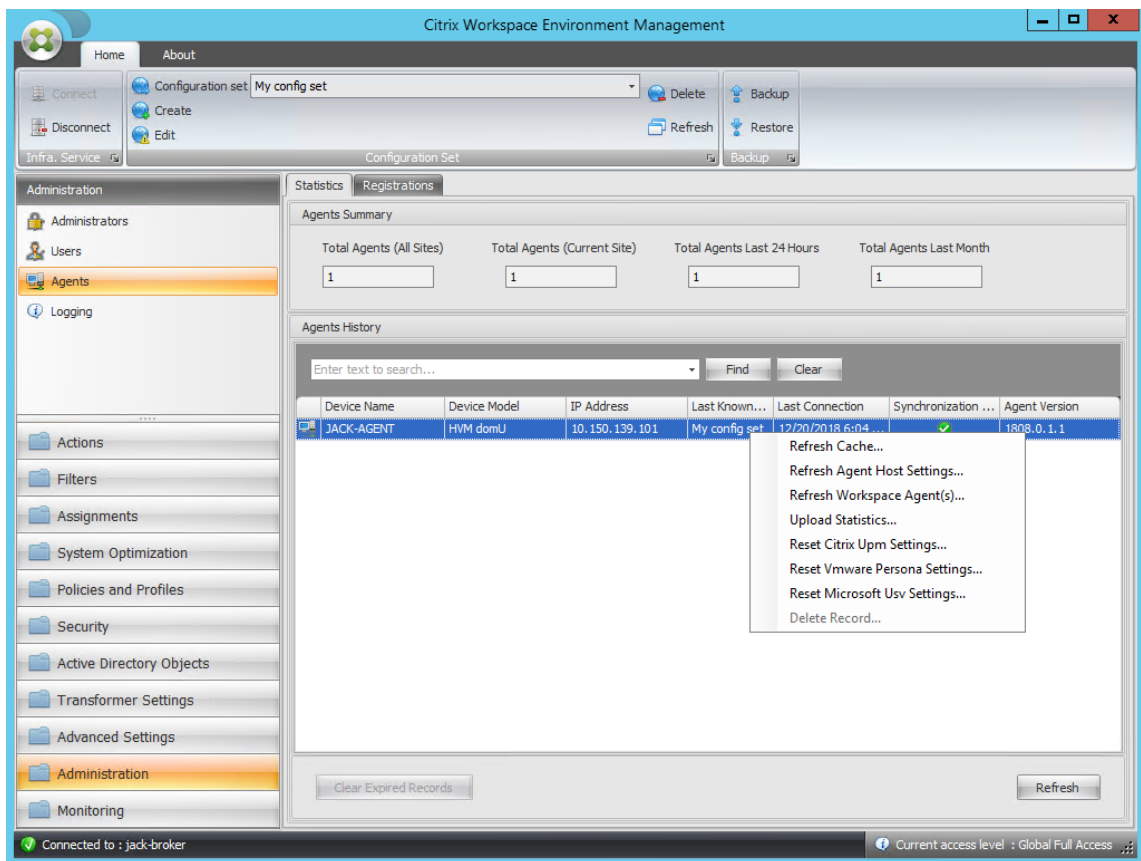 Citrix Workspace Environment Management
Home About
Connect
Disconnect
Infra. Service
Configuration set My config set
Create
Edit
Delete
Refresh
Configuration Set
Backup
Restore
Backup
Administration
Administrators
Users
Agents
Logging
Actions
Filters
Assignments
System Optimization
Policies and Profiles
Security
Active Directory Objects
Transformer Settings
Advanced Settings
Administration
Monitoring
Statistics Registrations
Agents Summary
Total Agents (All Sites) Total Agents (Current Site) Total Agents Last 24 Hours Total Agents Last Month
1 1 1 1
Agents History
Enter text to search... Find Clear
Device Name Device Model IP Address Last Known... Last Connection Synchronization ... Agent Version
JACK-AGENT HVM domU 10.150.139.101 My config set 12/20/2018 6:04 ... 1808.0.1.1
Refresh Cache...
Refresh Agent Host Settings...
Refresh Workspace Agent(s)...
Upload Statistics...
Reset Citrix Upm Settings...
Reset Vmware Persona Settings...
Reset Microsoft Usv Settings...
Delete Record...
Clear Expired Records Refresh
Connected to : jack-broker Current access level : Global Full Access